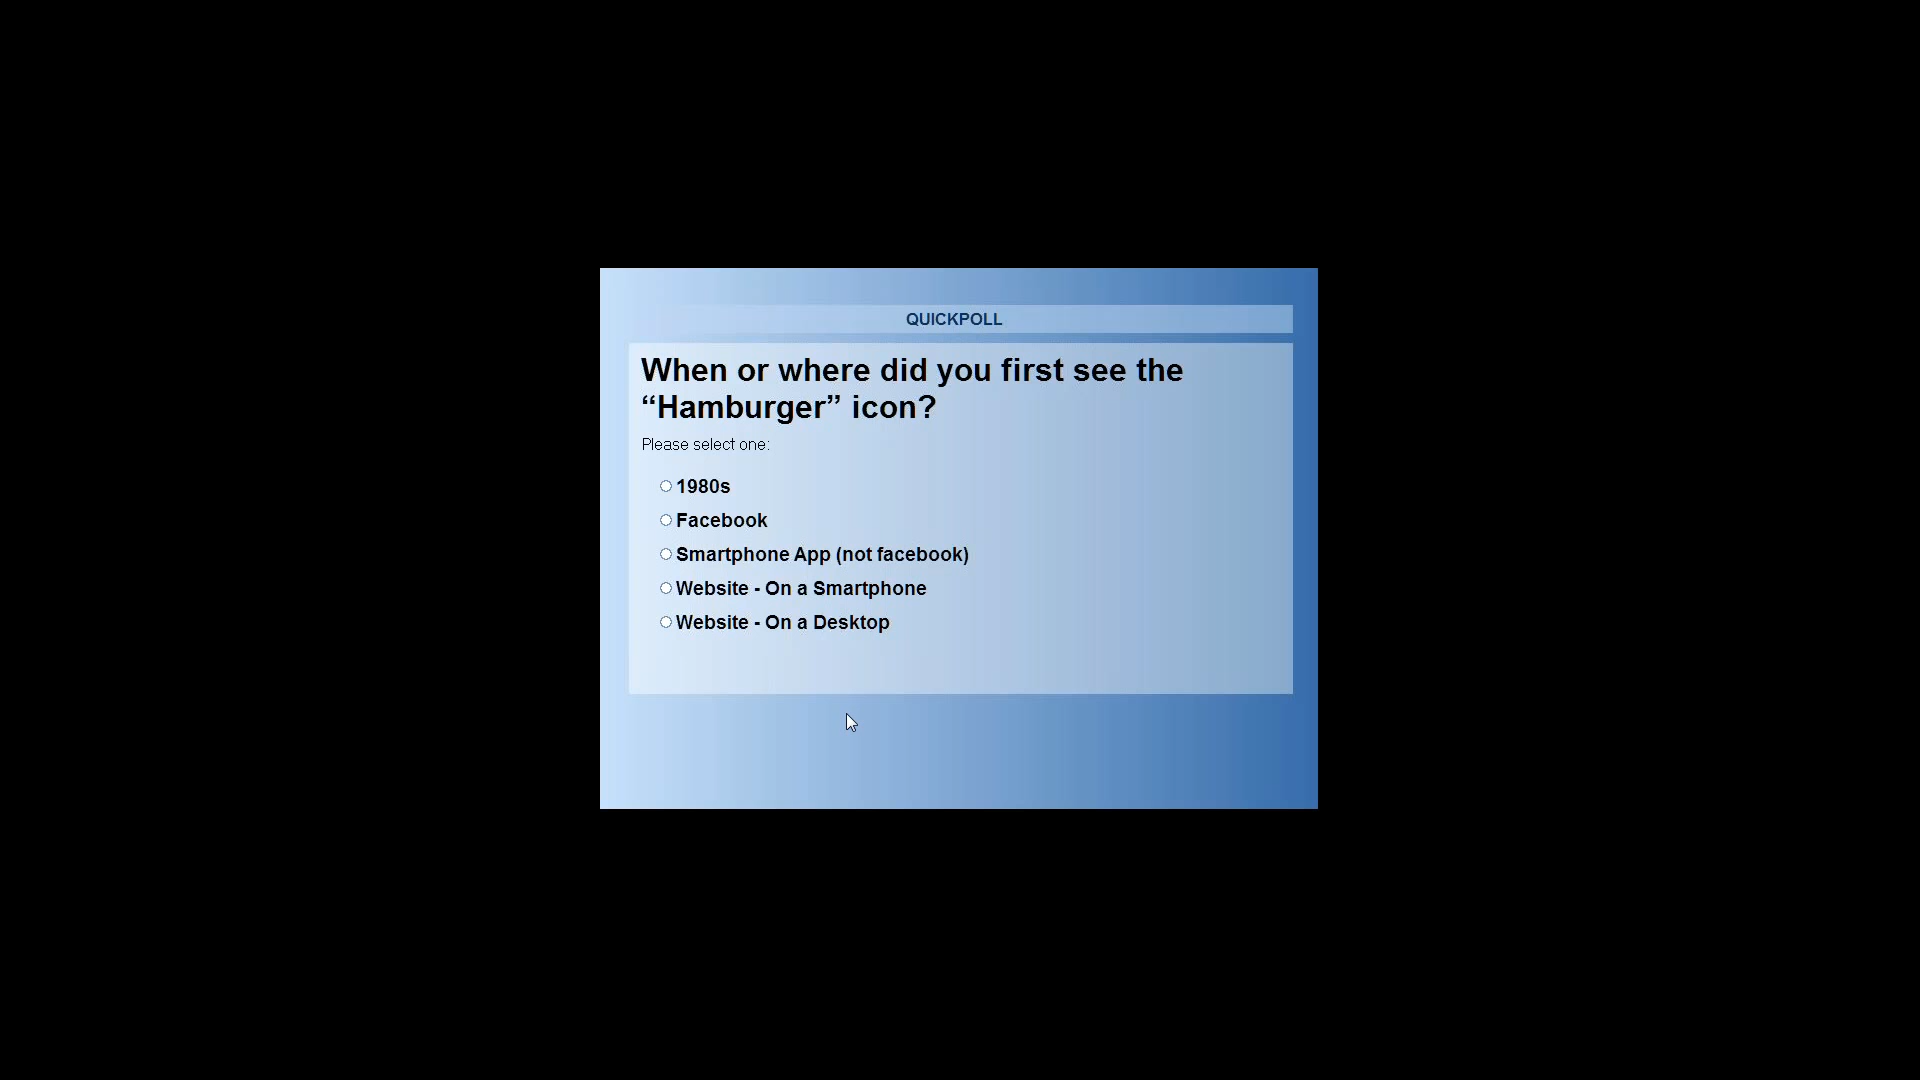 QUICKPOLL
When or where did you first see the
“Hamburger” icon?
Please select one:
1980s
Facebook
Smartphone App (not facebook)
Website - On a Smartphone
Website - On a Desktop